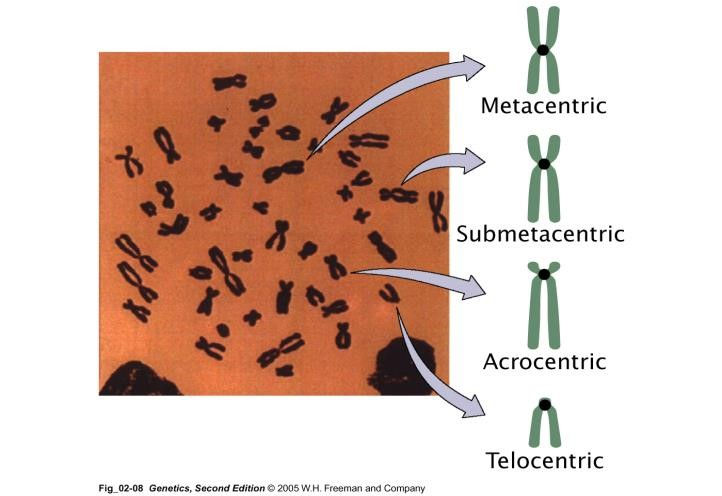 Metacentric
Submetacentric
Acrocentric
Telocentric
Fig_02-08 Genetics, Second Edition © 2005 W.H. Freeman and Company